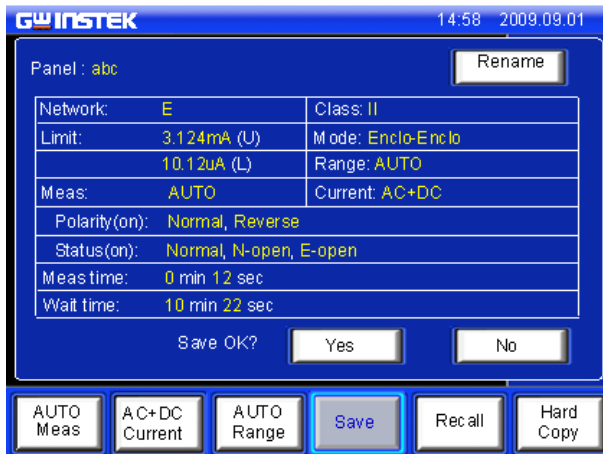 GWINSTEK 14:58 2009.09.01
Panel : abc Rename
Network: E Class: II
Limit: 3.124mA (U) Mode: Enclo-Enclo
10.12uA (L) Range: AUTO
Meas: AUTO Current: AC+DC
Polarity(on): Normal, Reverse
Status(on): Normal, N-open, E-open
Meas time: 0 min 12 sec
Wait time: 10 min 22 sec
Save OK? Yes No
AUTO Meas AC+DC Current AUTO Range Save Recall Hard Copy